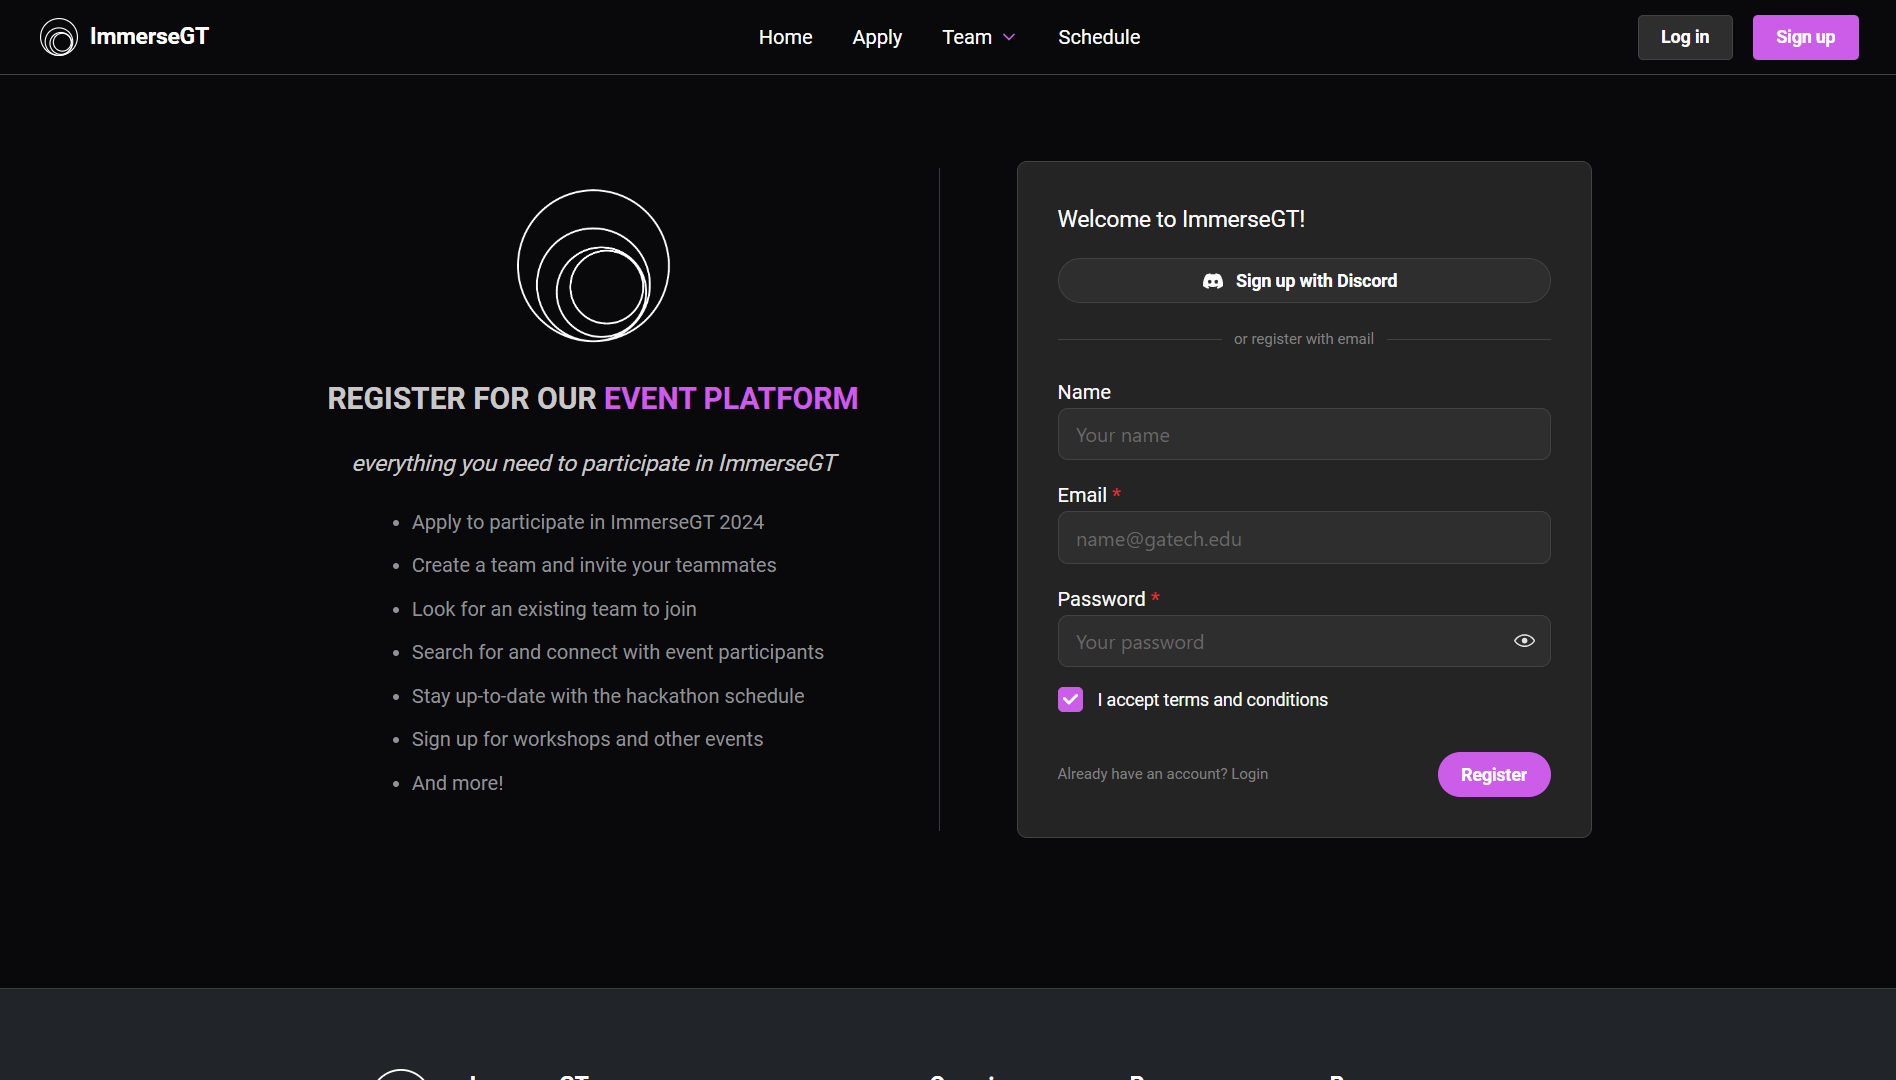 ImmerseGT
Home
Apply
Team
Schedule
Log in
Sign up
REGISTER FOR OUR EVENT PLATFORM
everything you need to participate in ImmerseGT
• Apply to participate in ImmerseGT 2024
• Create a team and invite your teammates
• Look for an existing team to join
• Search for and connect with event participants
• Stay up-to-date with the hackathon schedule
• Sign up for workshops and other events
• And more!
Welcome to ImmerseGT!
Sign up with Discord
or register with email
Name
Your name
Email *
name@gatech.edu
Password *
Your password
I accept terms and conditions
Already have an account? Login
Register